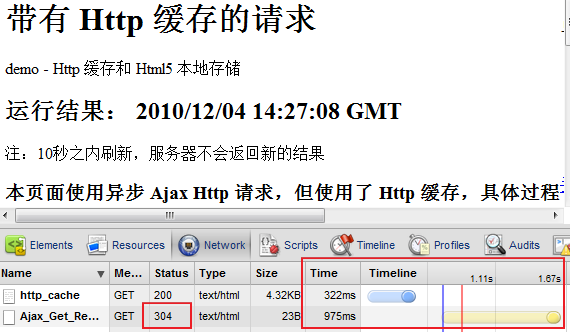 带有 Http 缓存的请求
demo - Http 缓存和 Html5 本地存储
运行结果： 2010/12/04 14:27:08 GMT
注：10秒之内刷新，服务器不会返回新的结果
本页面使用异步 Ajax Http 请求，但使用了 Http 缓存，具体过程
Elements Resources Network Scripts Timeline Profiles Audits
Name Me... Status Type Size Time Timeline 1.11s 1.67s
http_cache GET 200 text/html 4.32KB 322ms
Ajax_Get_Re... GET 304 text/html 23B 975ms